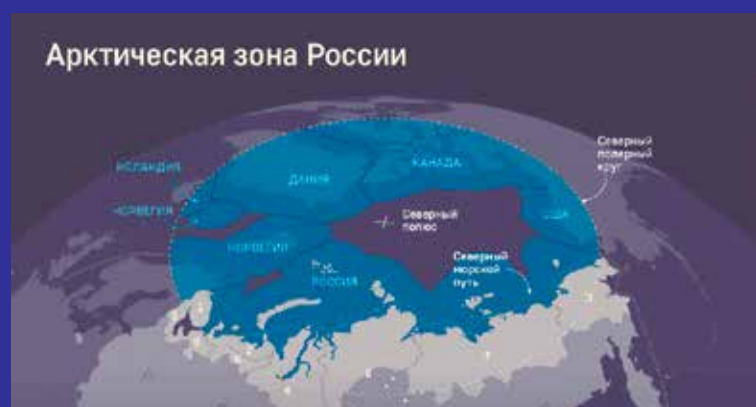 Арктическая зона России
Северный
полярный
круг
ИСЛАНДИЯ
КАНАДА
ДАНИЯ
НОРВЕГИЯ
США
Северный
полюс
НОРВЕГИЯ
Северный
морской
путь
РОССИЯ